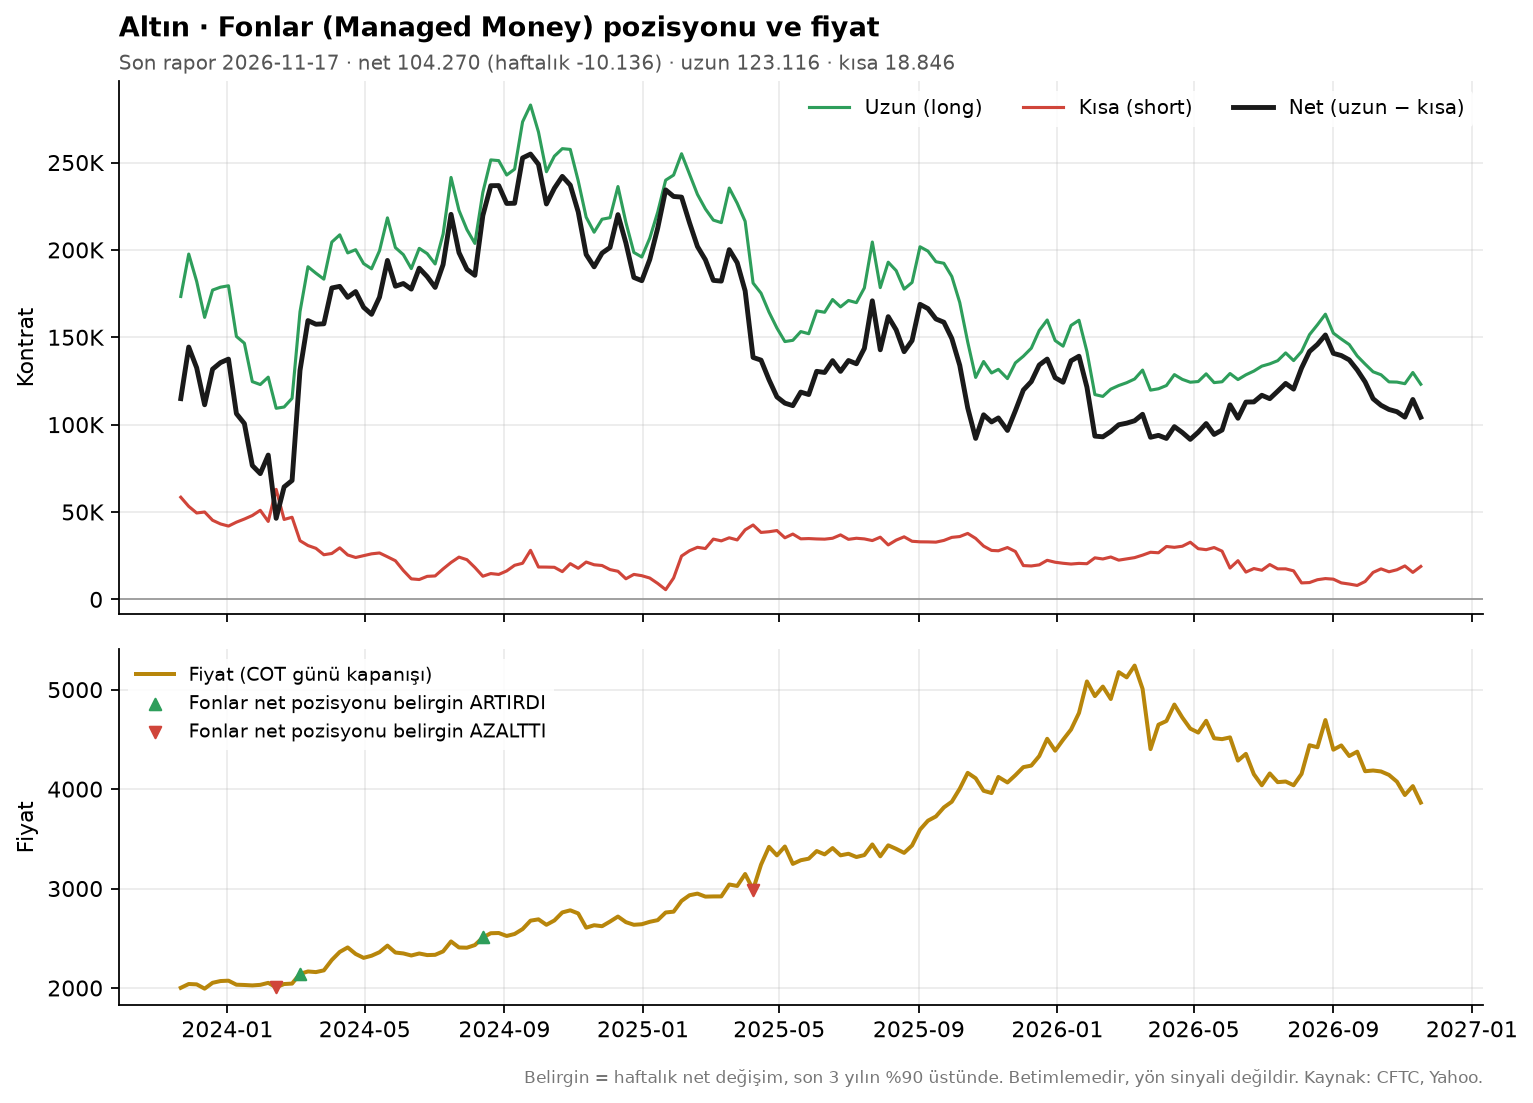 Altın · Fonlar (Managed Money) pozisyonu ve fiyat
Son rapor 2026-11-17 · net 104.270 (haftalık -10.136) · uzun 123.116 · kısa 18.846
Uzun (long)
Kısa (short)
Net (uzun − kısa)
Kontrat
250K
200K
150K
100K
50K
0
Fiyat (COT günü kapanışı)
Fonlar net pozisyonu belirgin ARTIRDI
Fonlar net pozisyonu belirgin AZALTTI
Fiyat
5000
4000
3000
2000
2024-01
2024-05
2024-09
2025-01
2025-05
2025-09
2026-01
2026-05
2026-09
2027-01
Belirgin = haftalık net değişim, son 3 yılın %90 üstünde. Betimlemedir, yön sinyali değildir. Kaynak: CFTC, Yahoo.